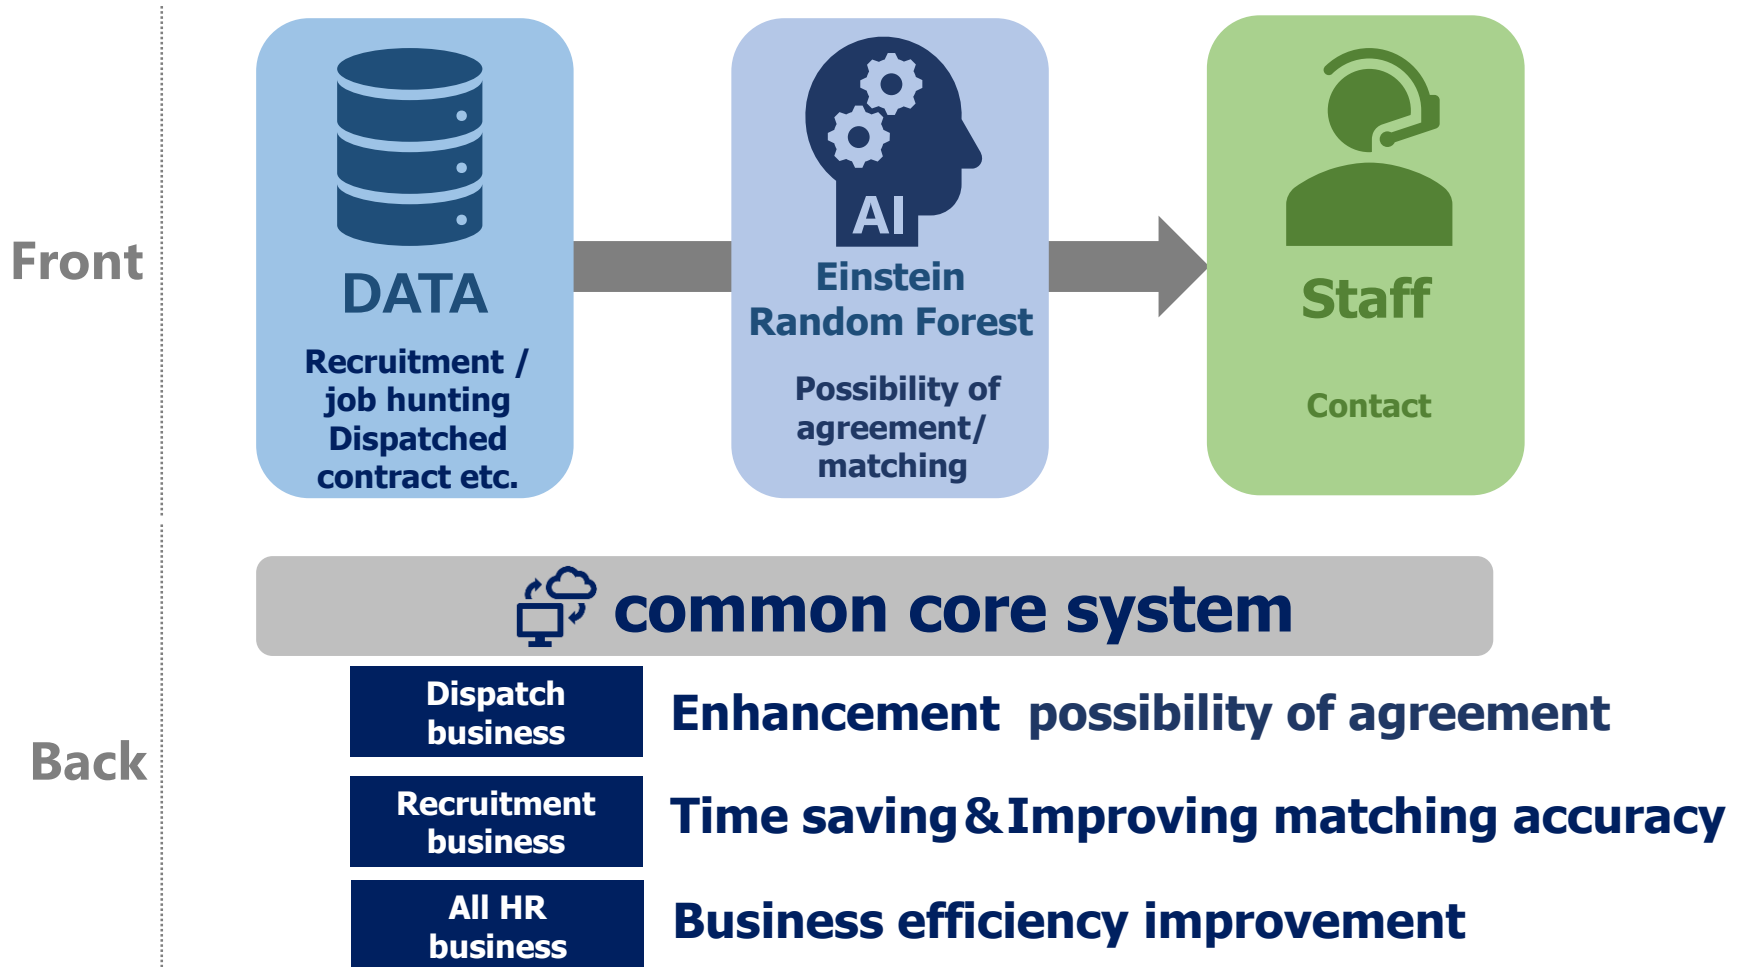 Front
DATA
Recruitment /
job hunting
Dispatched
contract etc.
AI
Einstein
Random Forest
Possibility of
agreement/
matching
Staff
Contact
Back
common core system
Dispatch
business
Enhancement possibility of agreement
Recruitment
business
Time saving&Improving matching accuracy
All HR
business
Business efficiency improvement